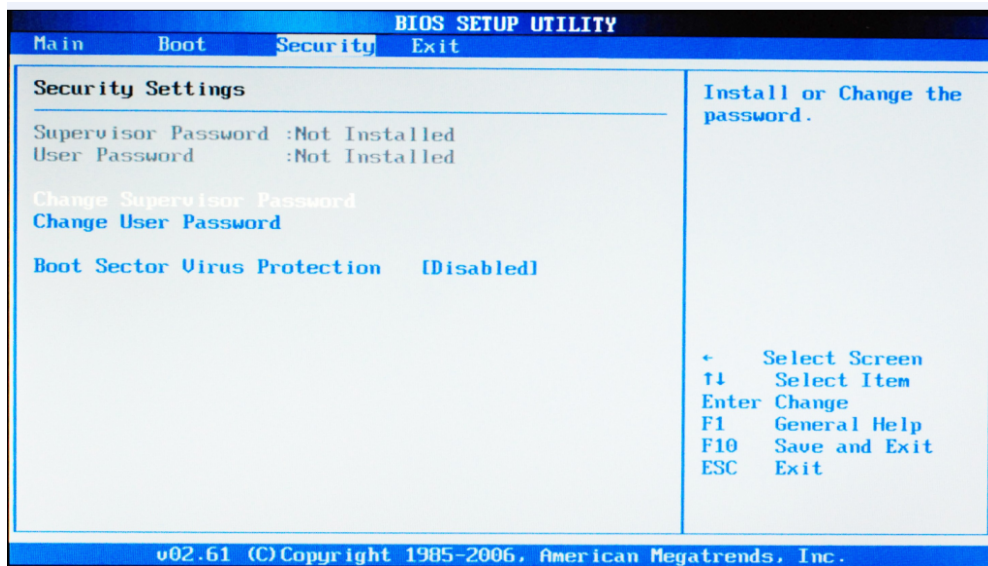 BIOS SETUP UTILITY
Main Boot Security Exit
Security Settings
Supervisor Password :Not Installed
User Password :Not Installed
Change Supervisor Password
Change User Password
Boot Sector Virus Protection [Disabled]
Install or Change the
password.
← Select Screen
↑↓ Select Item
Enter Change
F1 General Help
F10 Save and Exit
ESC Exit
v02.61 (C)Copyright 1985-2006, American Megatrends, Inc.